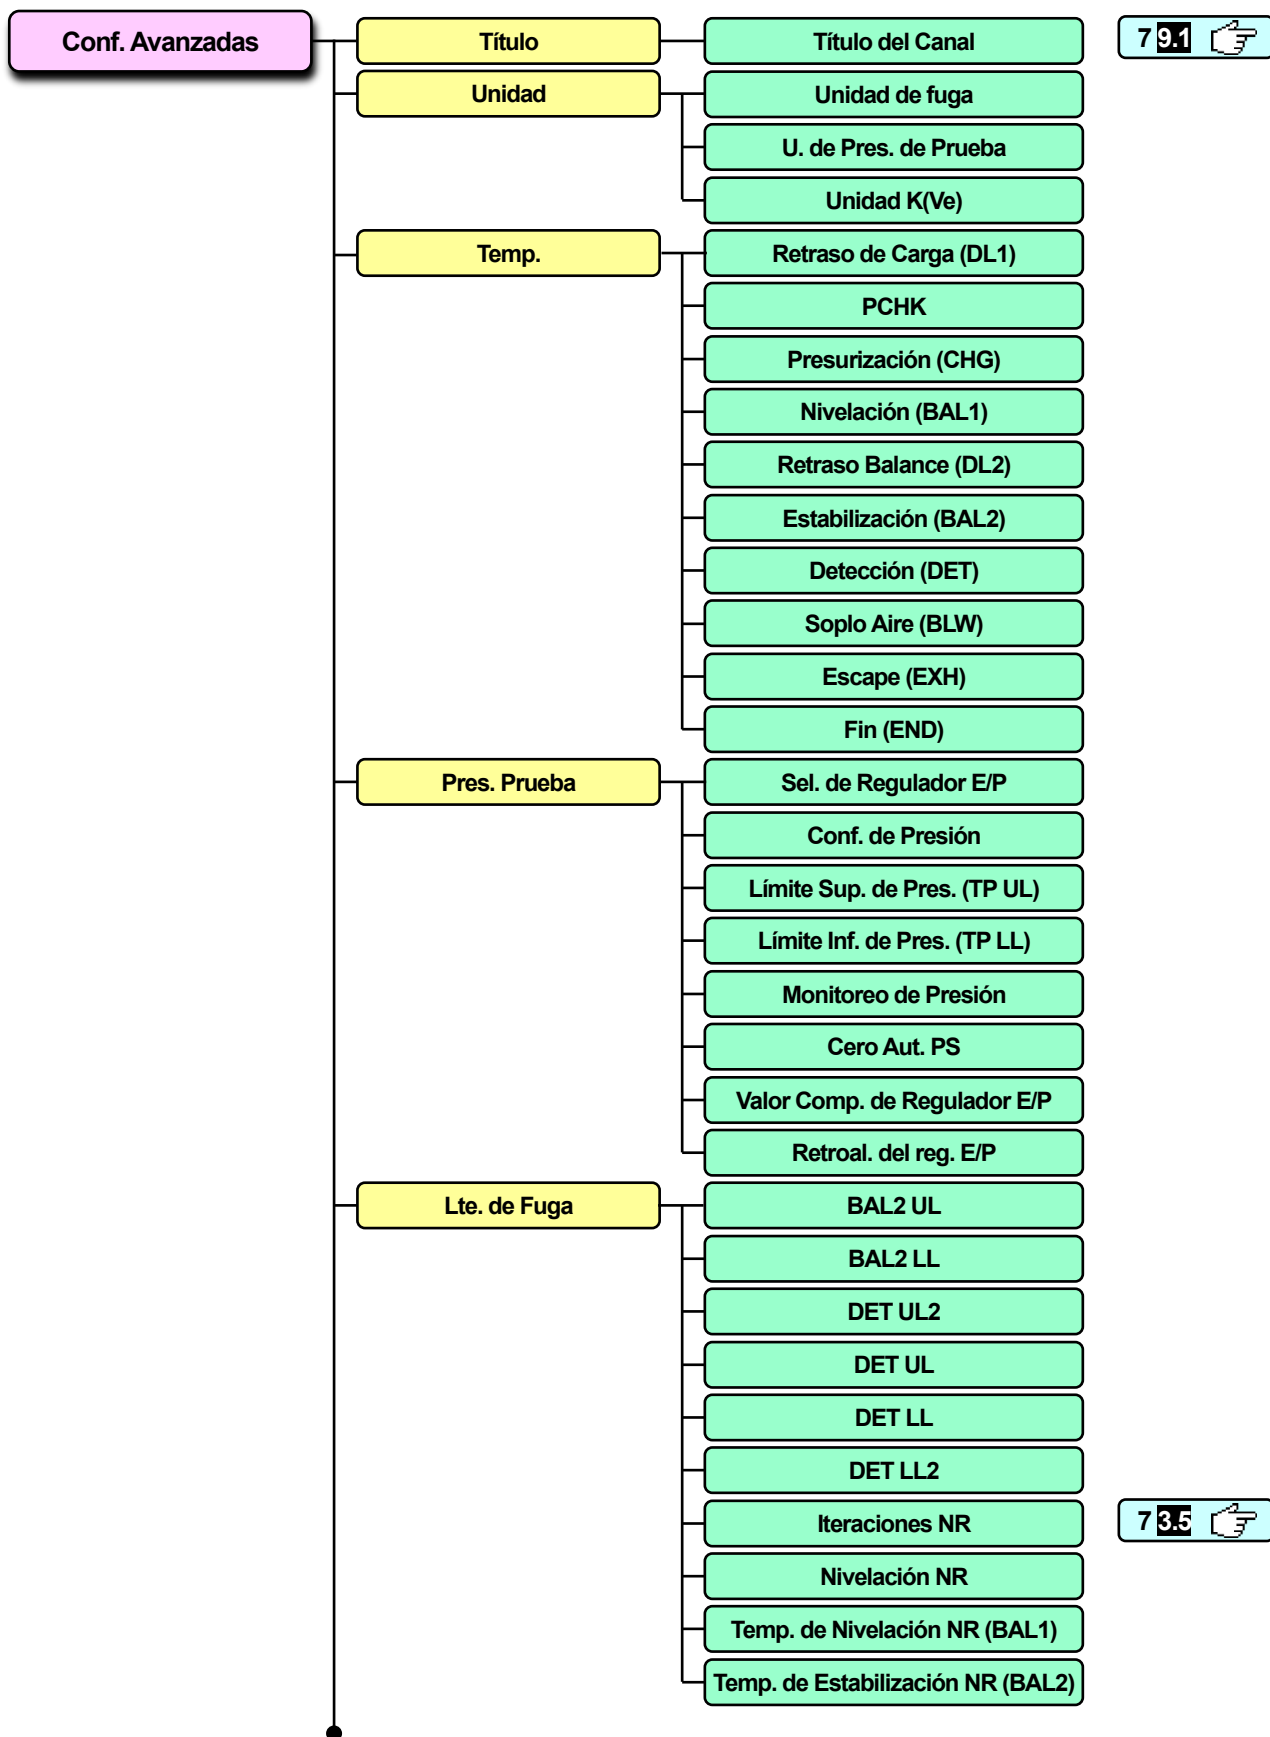 Conf. Avanzadas
Título
Título del Canal
7 9.1
Unidad
Unidad de fuga
U. de Pres. de Prueba
Unidad K(Ve)
Temp.
Retraso de Carga (DL1)
PCHK
Presurización (CHG)
Nivelación (BAL1)
Retraso Balance (DL2)
Estabilización (BAL2)
Detección (DET)
Soplo Aire (BLW)
Escape (EXH)
Fin (END)
Pres. Prueba
Sel. de Regulador E/P
Conf. de Presión
Límite Sup. de Pres. (TP UL)
Límite Inf. de Pres. (TP LL)
Monitoreo de Presión
Cero Aut. PS
Valor Comp. de Regulador E/P
Retroal. del reg. E/P
Lte. de Fuga
BAL2 UL
BAL2 LL
DET UL2
DET UL
DET LL
DET LL2
Iteraciones NR
7 3.5
Nivelación NR
Temp. de Nivelación NR (BAL1)
Temp. de Estabilización NR (BAL2)